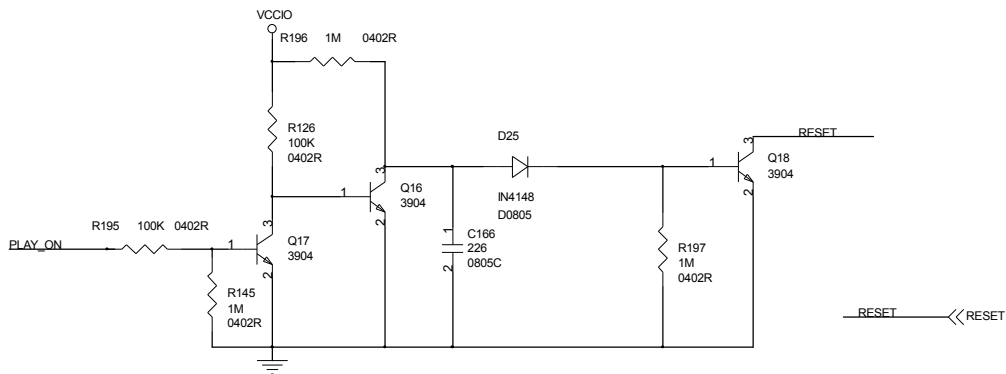 VCCIO
R196 1M 0402R
R126
100K
0402R
D25
RESET
3
1
Q18
3904
2
3
1
Q16
3904
2
IN4148
D0805
R195 100K 0402R
3
PLAY_ON
1
Q17
3904
2
1
C166
226
0805C
2
R197
1M
0402R
R145
1M
0402R
RESET
RESET